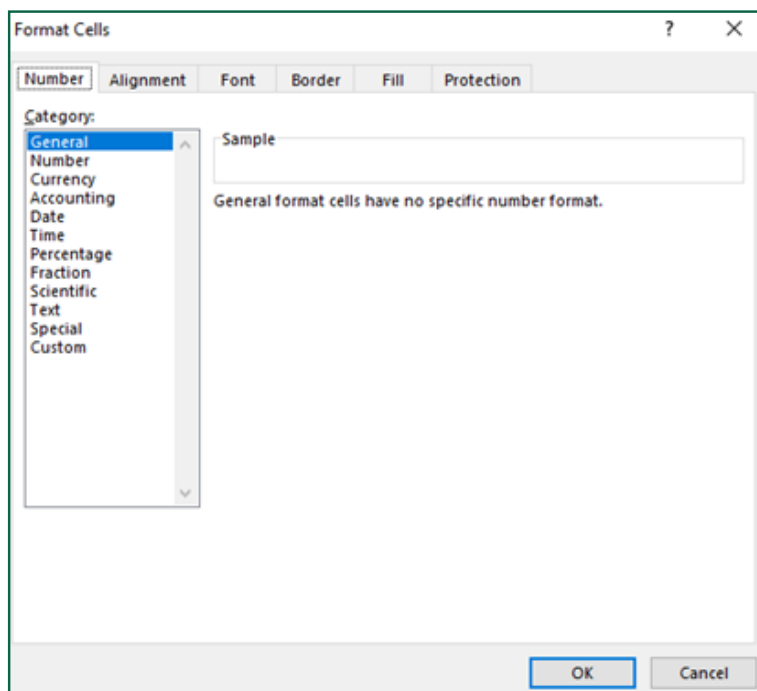 Format Cells ? X
Number Alignment Font Border Fill Protection
Category:
General
Number
Currency
Accounting
Date
Time
Percentage
Fraction
Scientific
Text
Special
Custom
Sample
General format cells have no specific number format.
OK Cancel